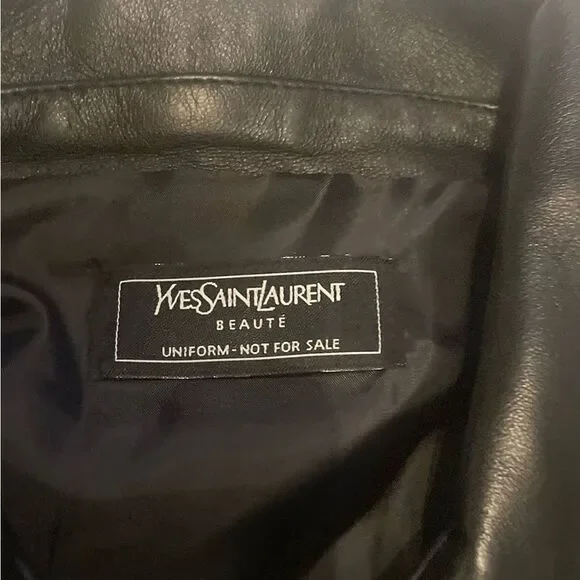 YVESSAINTLAURENT
BEAUTÉ
UNIFORM-NOT FOR SALE